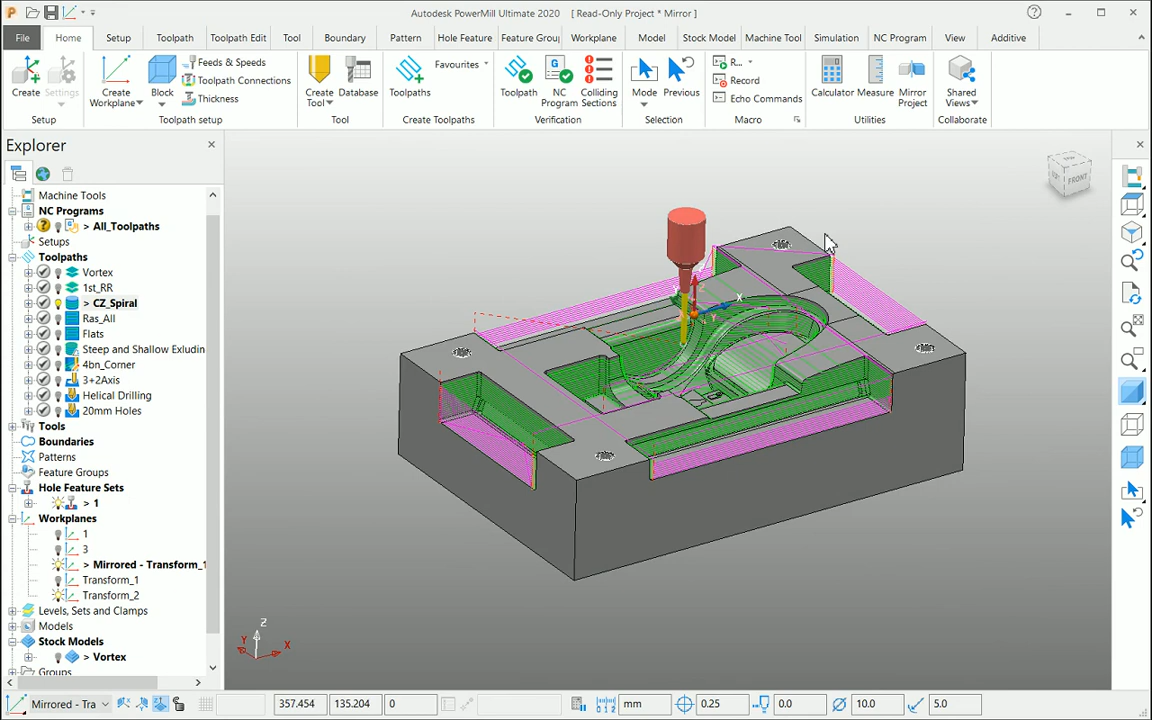 Autodesk PowerMill Ultimate 2020 [ Read-Only Project * Mirror ]
File Home Setup Toolpath Toolpath Edit Tool Boundary Pattern Hole Feature Feature Grou Workplane Model Stock Model Machine Tool Simulation NC Program View Additive
Create
Settings
Setup
Create Workplane
Block
Feeds & Speeds
Toolpath Connections
Thickness
Toolpath setup
Create Tool
Database
Tool
Toolpaths
Favourites
Create Toolpaths
Toolpath
NC Program
Colliding Sections
Verification
Mode
Previous
Selection
R...
Record
Echo Commands
Macro
Calculator
Measure
Mirror Project
Utilities
Shared Views
Collaborate
Explorer
Machine Tools
NC Programs
> All_Toolpaths
Setups
Toolpaths
Vortex
1st_RR
> CZ_Spiral
Ras_All
Flats
Steep and Shallow Exludin
4bn_Corner
3+2Axis
Helical Drilling
20mm Holes
Tools
Boundaries
Patterns
Feature Groups
Hole Feature Sets
> 1
Workplanes
1
3
> Mirrored - Transform_1
Transform_1
Transform_2
Levels, Sets and Clamps
Models
Stock Models
> Vortex
Groups
FRONT
X
Y
Z
Z
Y
X
Mirrored - Tra 357.454 135.204 0 mm 0.25 0.0 10.0 5.0